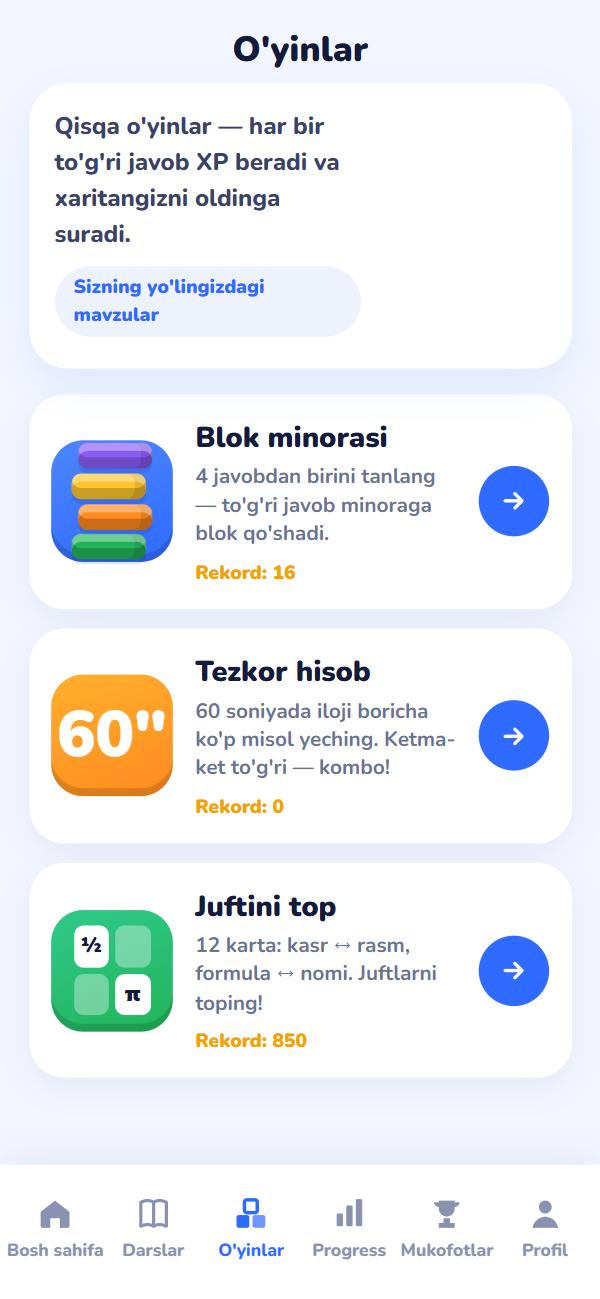 O'yinlar
Qisqa o'yinlar — har bir
to'g'ri javob XP beradi va
xaritangizni oldinga
suradi.
Sizning yo'lingizdagi
mavzular
Blok minorasi
4 javobdan birini tanlang
— to'g'ri javob minoraga
blok qo'shadi.
Rekord: 16
60"
Tezkor hisob
60 soniyada iloji boricha
ko'p misol yeching. Ketma-
ket to'g'ri — kombo!
Rekord: 0
½
π
Juftini top
12 karta: kasr ↔ rasm,
formula ↔ nomi. Juftlarni
toping!
Rekord: 850
Bosh sahifa Darslar O'yinlar Progress Mukofotlar Profil